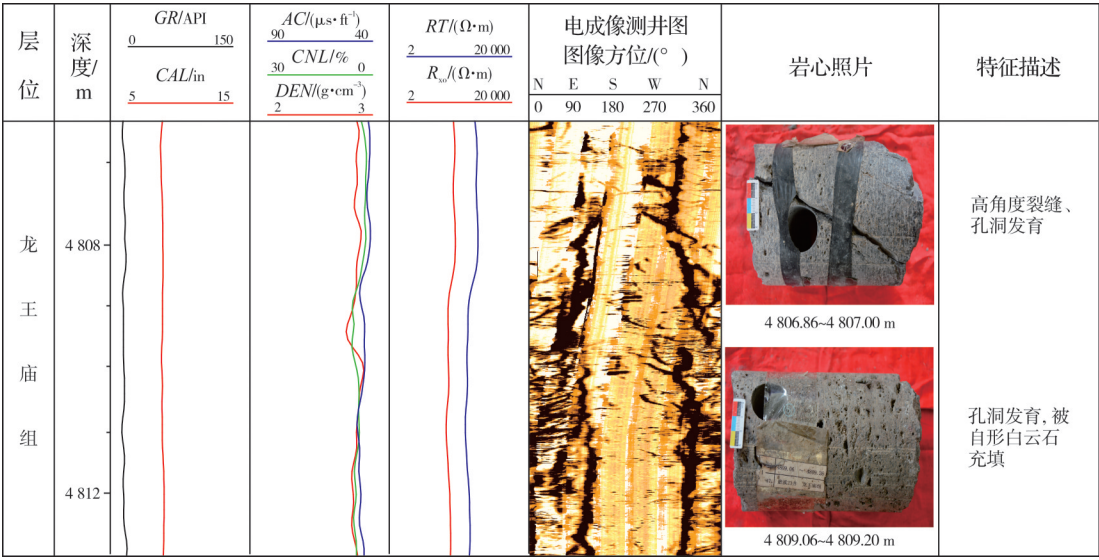 层位
深度/m
GR/API
0 150
CAL/in
5 15
AC/(μs·ft⁻¹)
90 40
CNL/%
30 0
DEN/(g·cm⁻³)
2 3
RT/(Ω·m)
2 20 000
Rxo/(Ω·m)
2 20 000
电成像测井图
图像方位/(°)
N E S W N
0 90 180 270 360
岩心照片
特征描述
龙王庙组
4 808
4 812
4 806.86~4 807.00 m
高角度裂缝、
孔洞发育
4 809.06~4 809.20 m
孔洞发育,被
自形白云石
充填